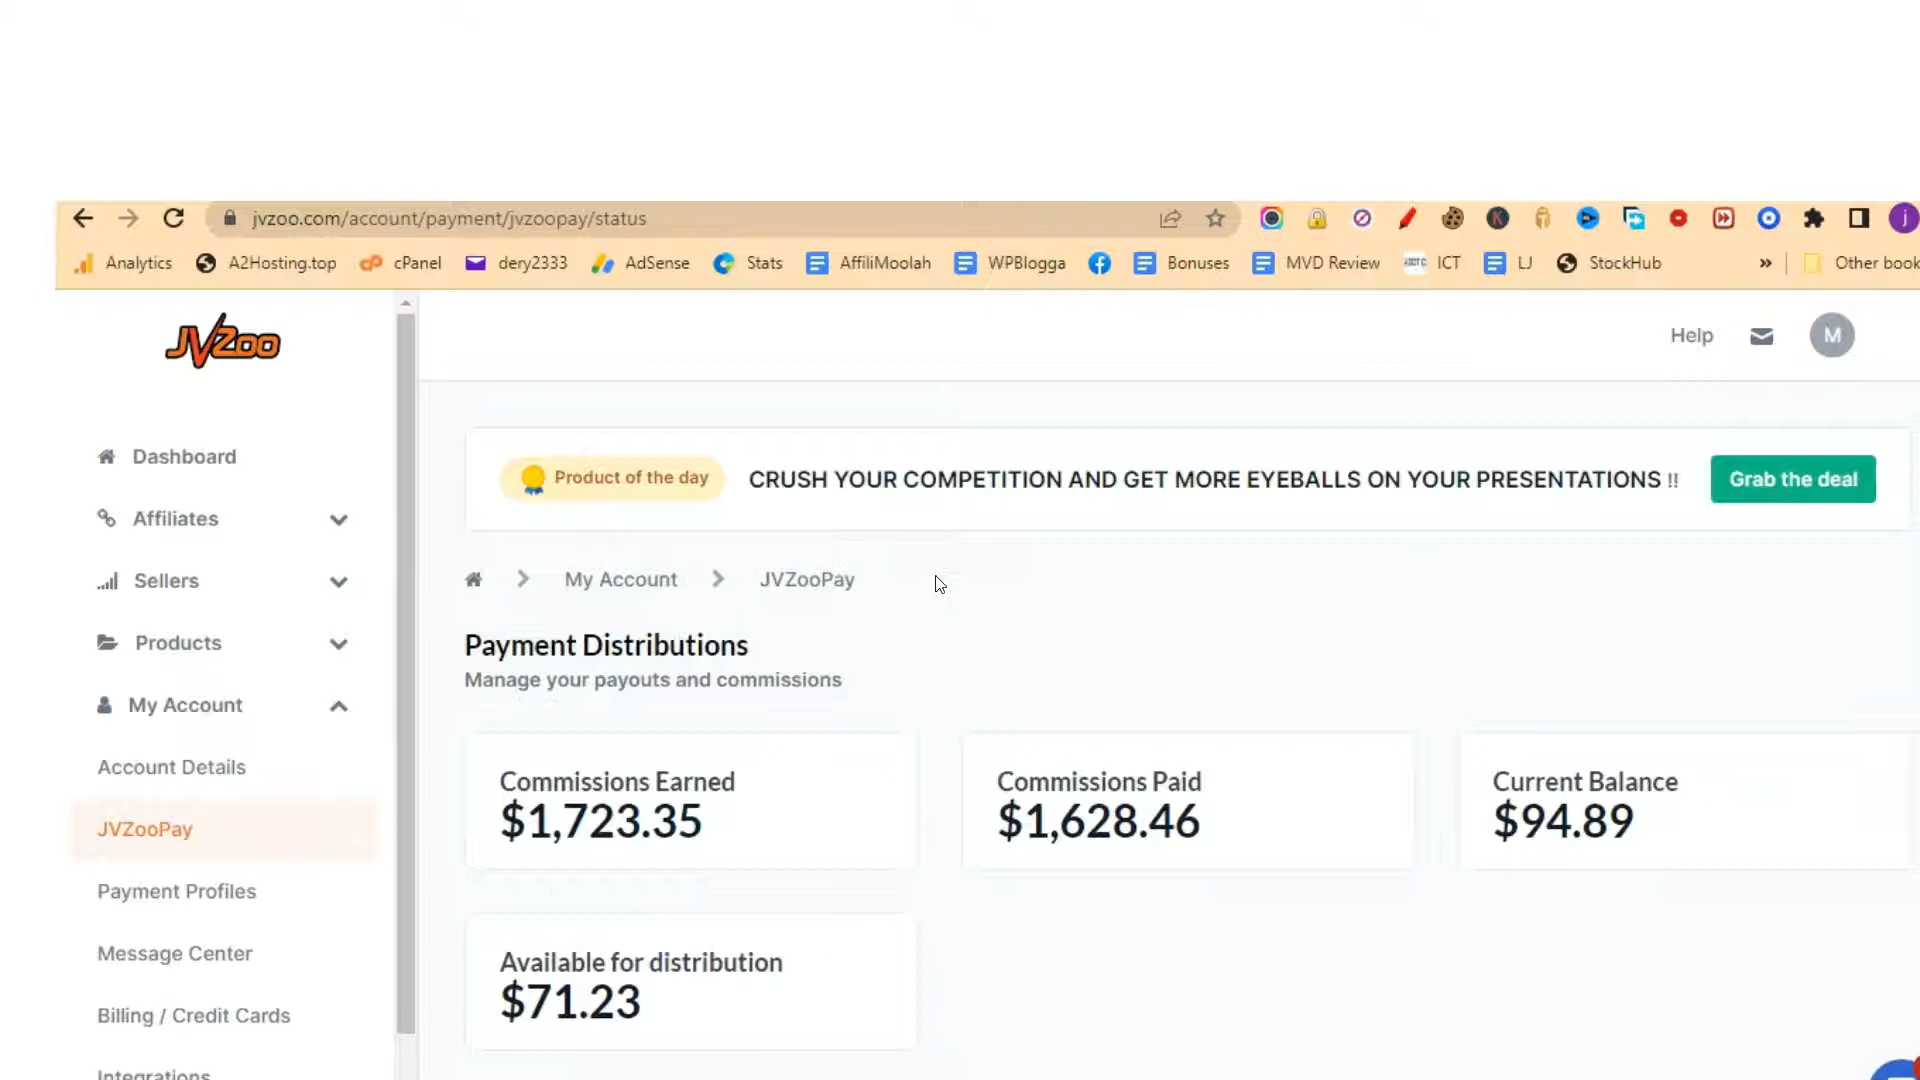 jvzoo.com/account/payment/jvzoopay/status
j
Analytics A2Hosting.top cPanel dery2333 AdSense Stats AffiliMoolah WPBlogga Bonuses MVD Review ICT LJ StockHub » Other book
JVZoo
Help M
Dashboard
Affiliates
Sellers
Products
My Account
Account Details
JVZooPay
Payment Profiles
Message Center
Billing / Credit Cards
Integrations
Product of the day CRUSH YOUR COMPETITION AND GET MORE EYEBALLS ON YOUR PRESENTATIONS !! Grab the deal
My Account JVZooPay
Payment Distributions
Manage your payouts and commissions
Commissions Earned
$1,723.35
Commissions Paid
$1,628.46
Current Balance
$94.89
Available for distribution
$71.23